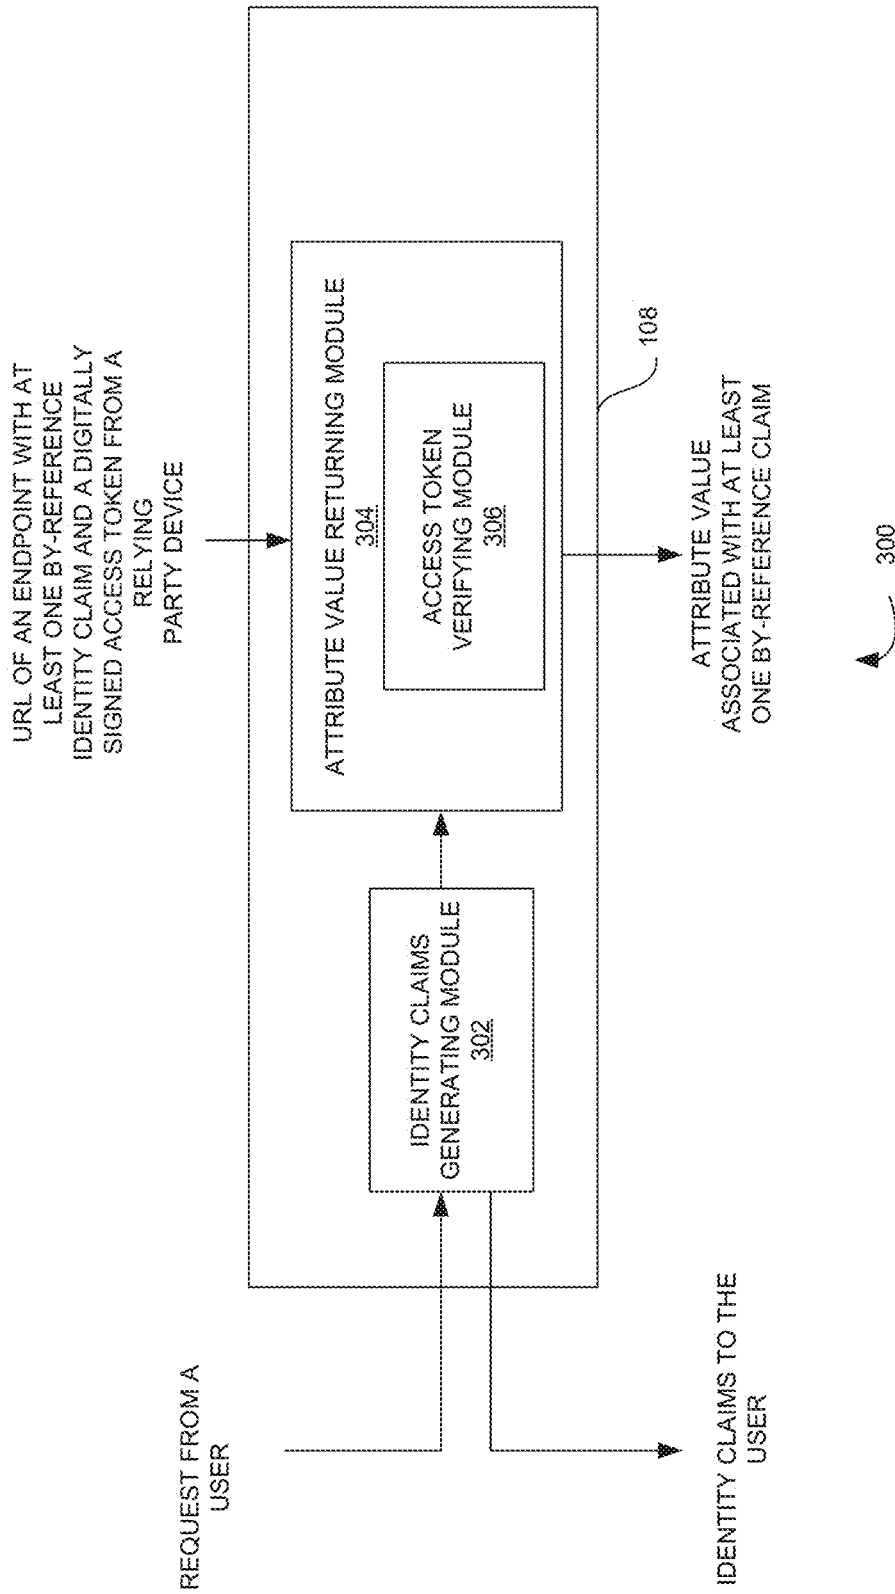 REQUEST FROM A
USER
IDENTITY CLAIMS TO THE
USER
IDENTITY CLAIMS
GENERATING MODULE
302
URL OF AN ENDPOINT WITH AT
LEAST ONE BY-REFERENCE
IDENTITY CLAIM AND A DIGITALLY
SIGNED ACCESS TOKEN FROM A
RELYING
PARTY DEVICE
ATTRIBUTE VALUE RETURNING MODULE
304
ACCESS TOKEN
VERIFYING MODULE
306
108
ATTRIBUTE VALUE
ASSOCIATED WITH AT LEAST
ONE BY-REFERENCE CLAIM
300